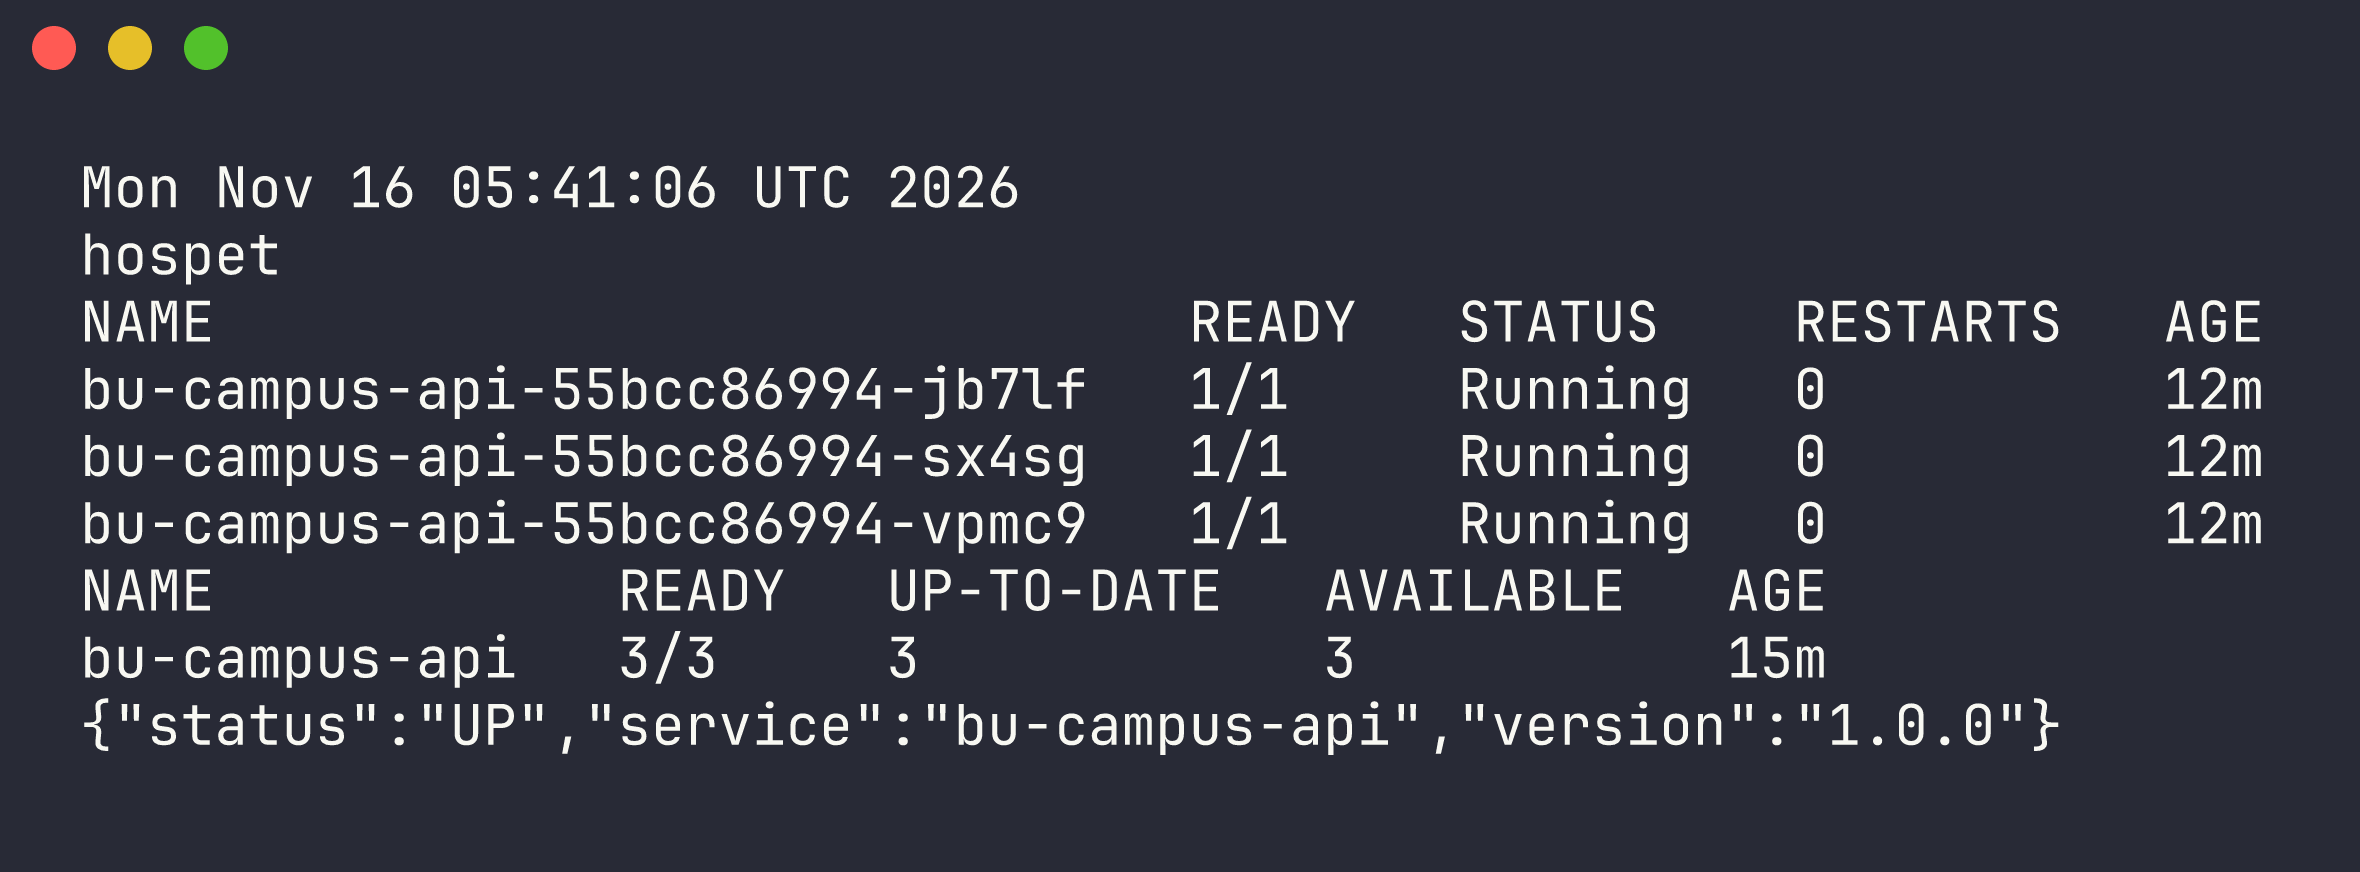 Mon Nov 16 05:41:06 UTC 2026
hospet
NAME                             READY   STATUS    RESTARTS   AGE
bu-campus-api-55bcc86994-jb7lf   1/1     Running   0          12m
bu-campus-api-55bcc86994-sx4sg   1/1     Running   0          12m
bu-campus-api-55bcc86994-vpmc9   1/1     Running   0          12m
NAME            READY   UP-TO-DATE   AVAILABLE   AGE
bu-campus-api   3/3     3            3           15m
{"status":"UP","service":"bu-campus-api","version":"1.0.0"}